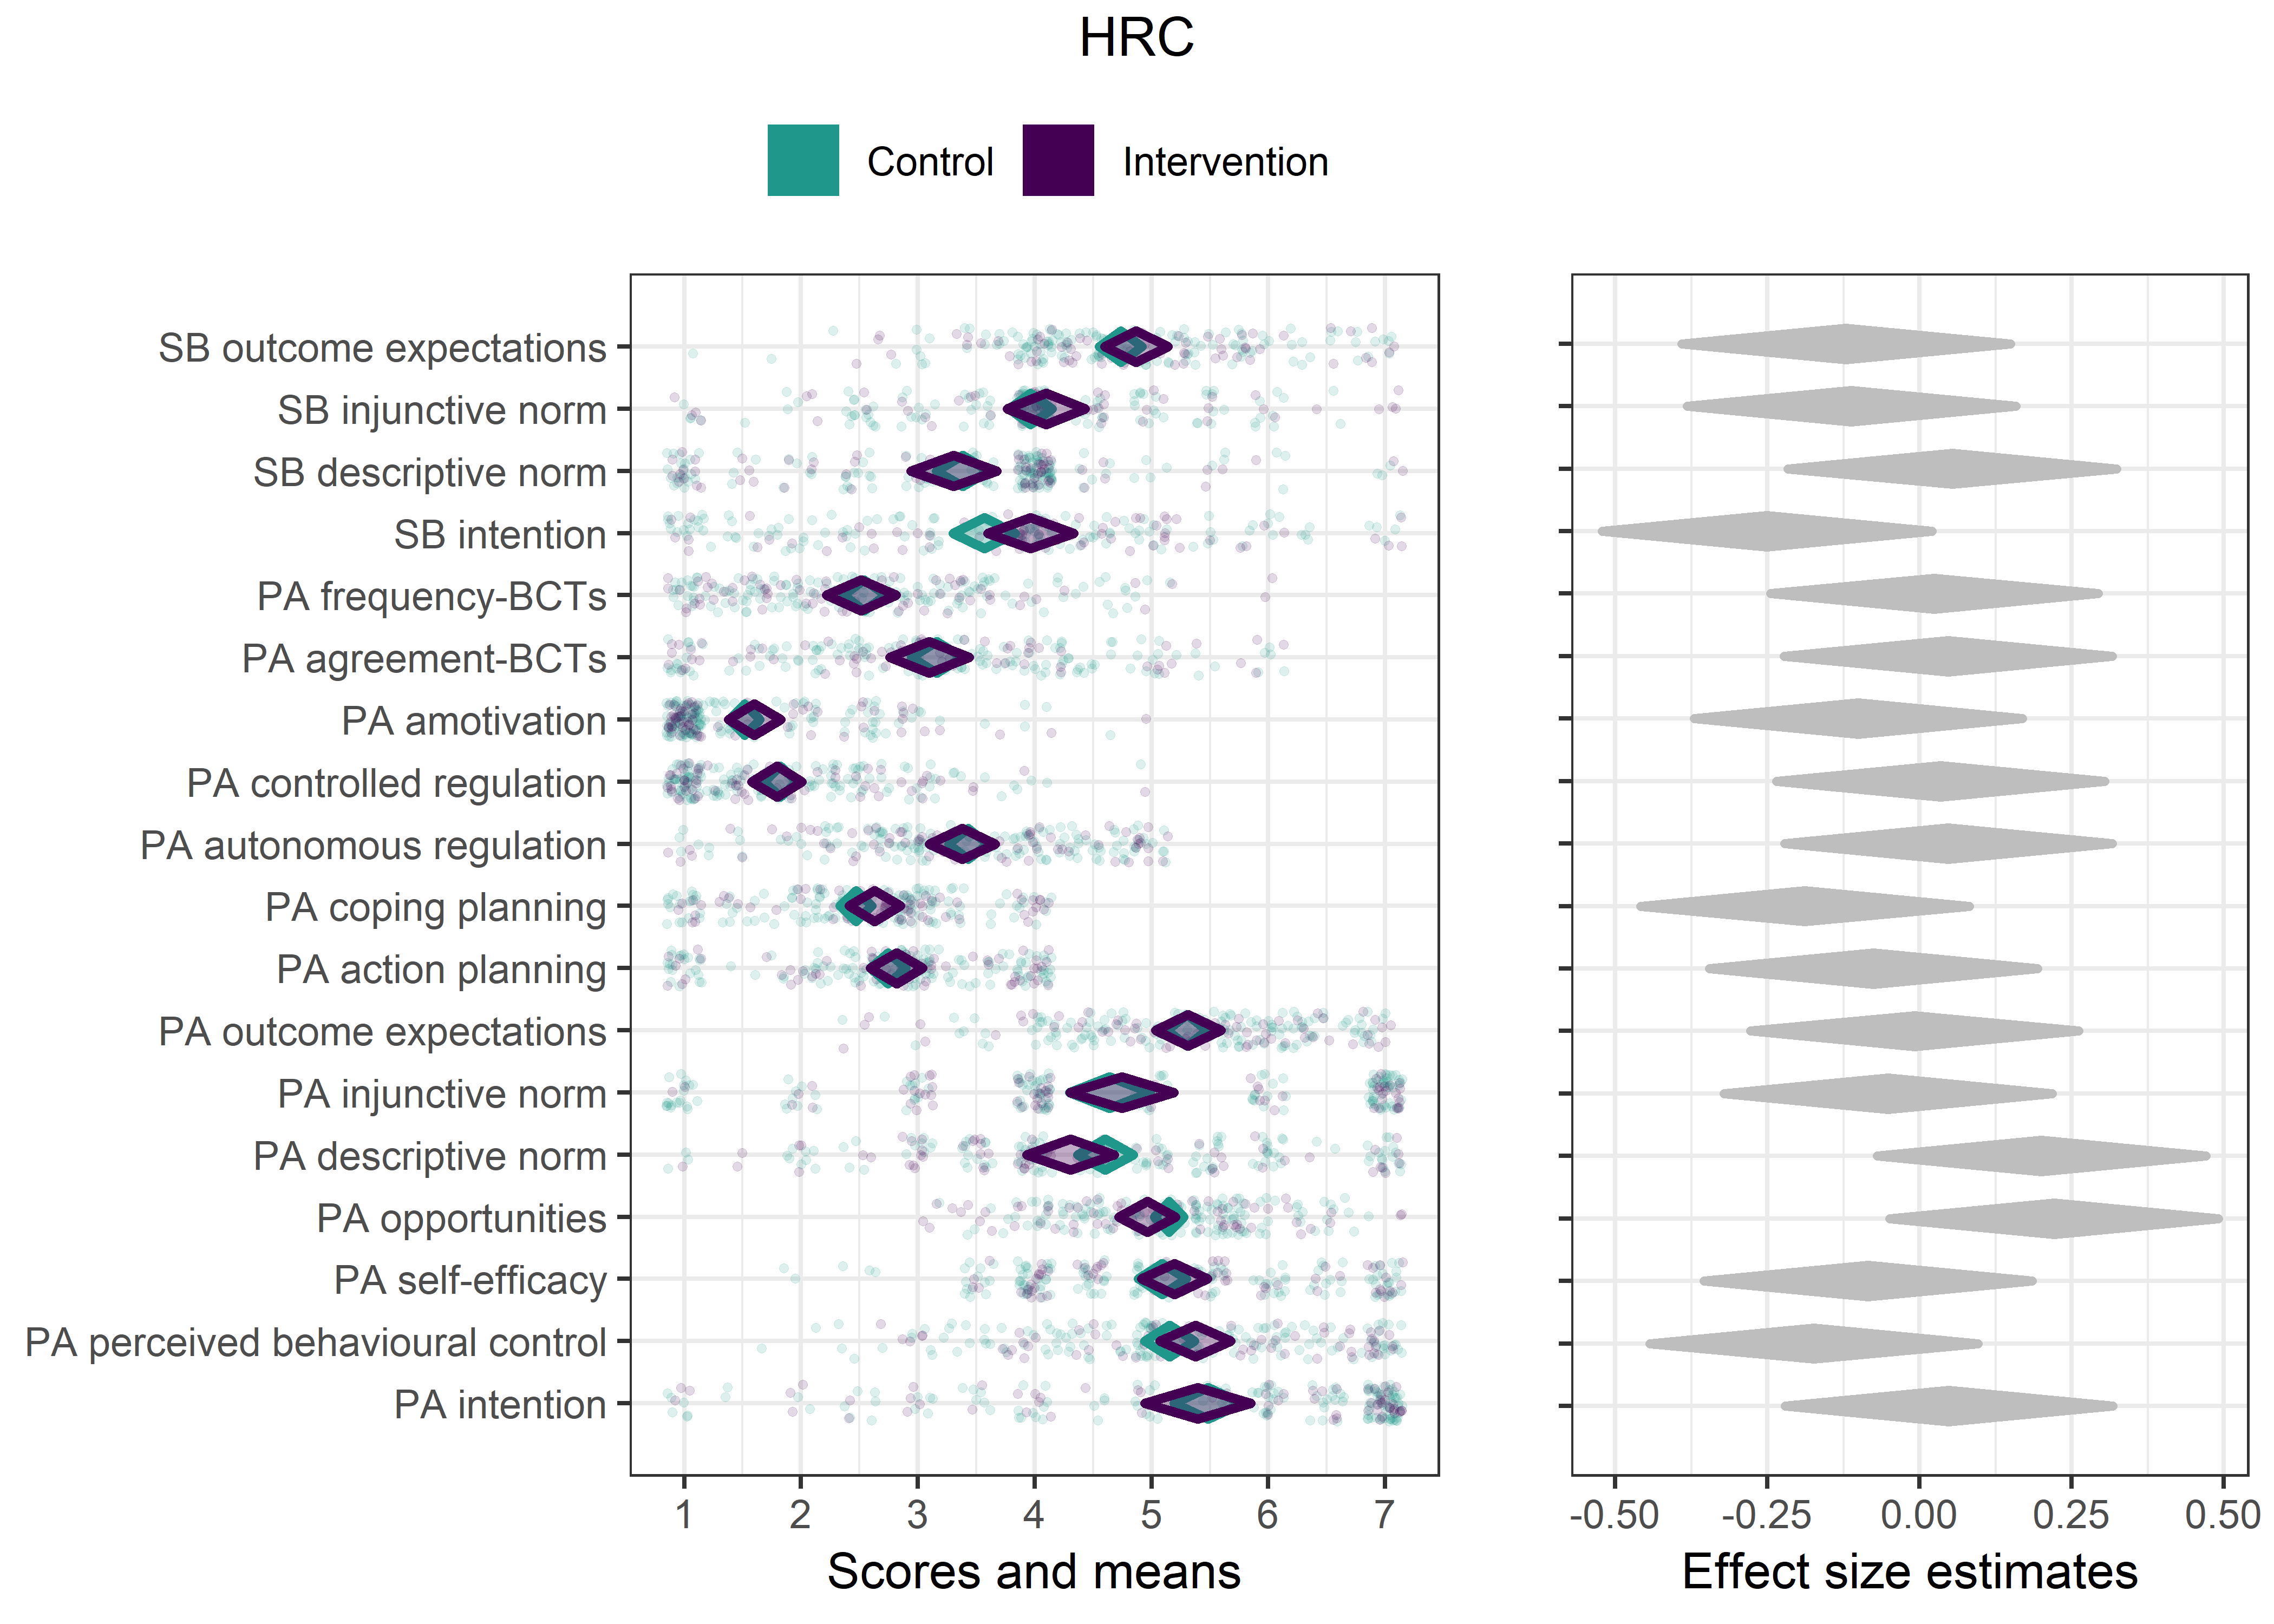 HRC
Control Intervention
SB outcome expectations
SB injunctive norm
SB descriptive norm
SB intention
PA frequency-BCTs
PA agreement-BCTs
PA amotivation
PA controlled regulation
PA autonomous regulation
PA coping planning
PA action planning
PA outcome expectations
PA injunctive norm
PA descriptive norm
PA opportunities
PA self-efficacy
PA perceived behavioural control
PA intention
1 2 3 4 5 6 7
Scores and means
-0.50 -0.25 0.00 0.25 0.50
Effect size estimates